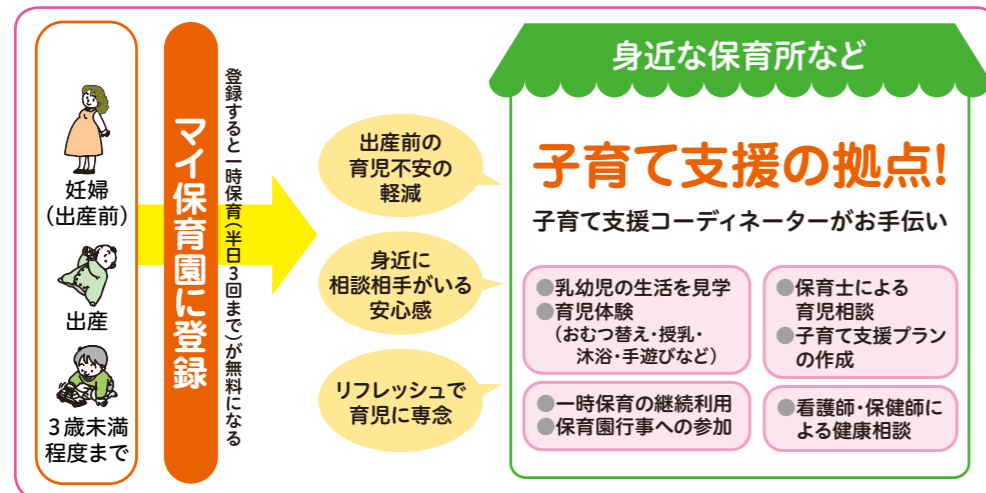 妊婦
（出産前）
出産
3歳未満
程度まで
マイ保育園に登録
登録すると一時保育（半日3回まで）が無料になる
出産前の
育児不安の
軽減
身近に
相談相手がいる
安心感
リフレッシュで
育児に専念
身近な保育所など
子育て支援の拠点!
子育て支援コーディネーターがお手伝い
●乳幼児の生活を見学
●育児体験
（おむつ替え・授乳・
沐浴・手遊びなど）
●保育士による
育児相談
●子育て支援プラン
の作成
●一時保育の継続利用
●保育園行事への参加
●看護師・保健師に
よる健康相談